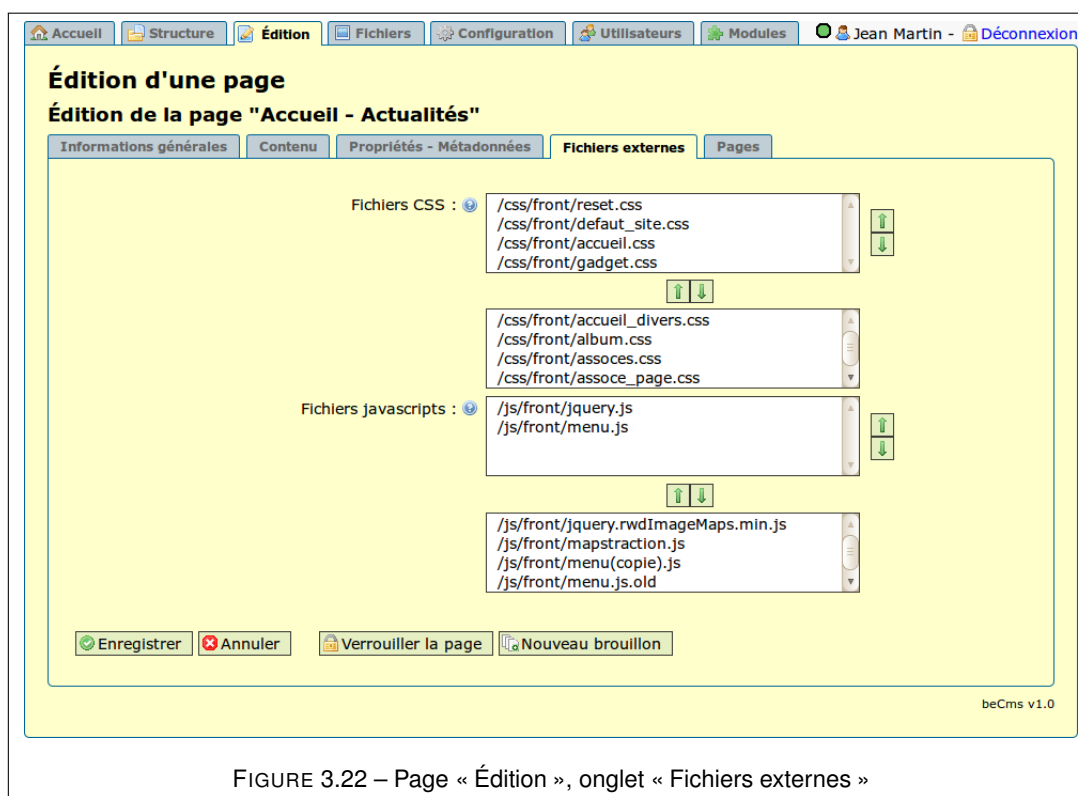 Accueil Structure Édition Fichiers Configuration Utilisateurs Modules Jean Martin - Déconnexion
Édition d'une page
Édition de la page "Accueil - Actualités"
Informations générales Contenu Propriétés - Métadonnées Fichiers externes Pages
Fichiers CSS :
/css/front/reset.css
/css/front/defaut_site.css
/css/front/accueil.css
/css/front/gadget.css
/css/front/accueil_divers.css
/css/front/album.css
/css/front/assoces.css
/css/front/assoce_page.css
Fichiers javascripts :
/js/front/jquery.js
/js/front/menu.js
/js/front/jquery.rwdImageMaps.min.js
/js/front/mapstraction.js
/js/front/menu(copie).js
/js/front/menu.js.old
Enregistrer Annuler Verrouiller la page Nouveau brouillon
beCms v1.0
FIGURE 3.22 – Page « Édition », onglet « Fichiers externes »